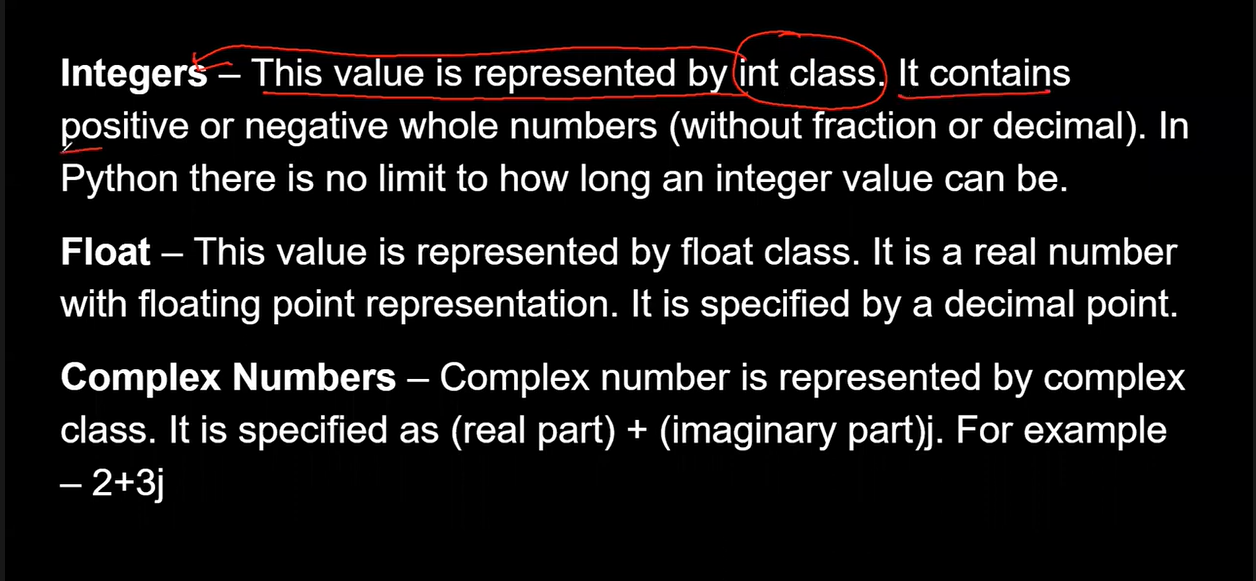 Integers – This value is represented by int class. It contains
positive or negative whole numbers (without fraction or decimal). In
Python there is no limit to how long an integer value can be.
Float – This value is represented by float class. It is a real number
with floating point representation. It is specified by a decimal point.
Complex Numbers – Complex number is represented by complex
class. It is specified as (real part) + (imaginary part)j. For example
– 2+3j